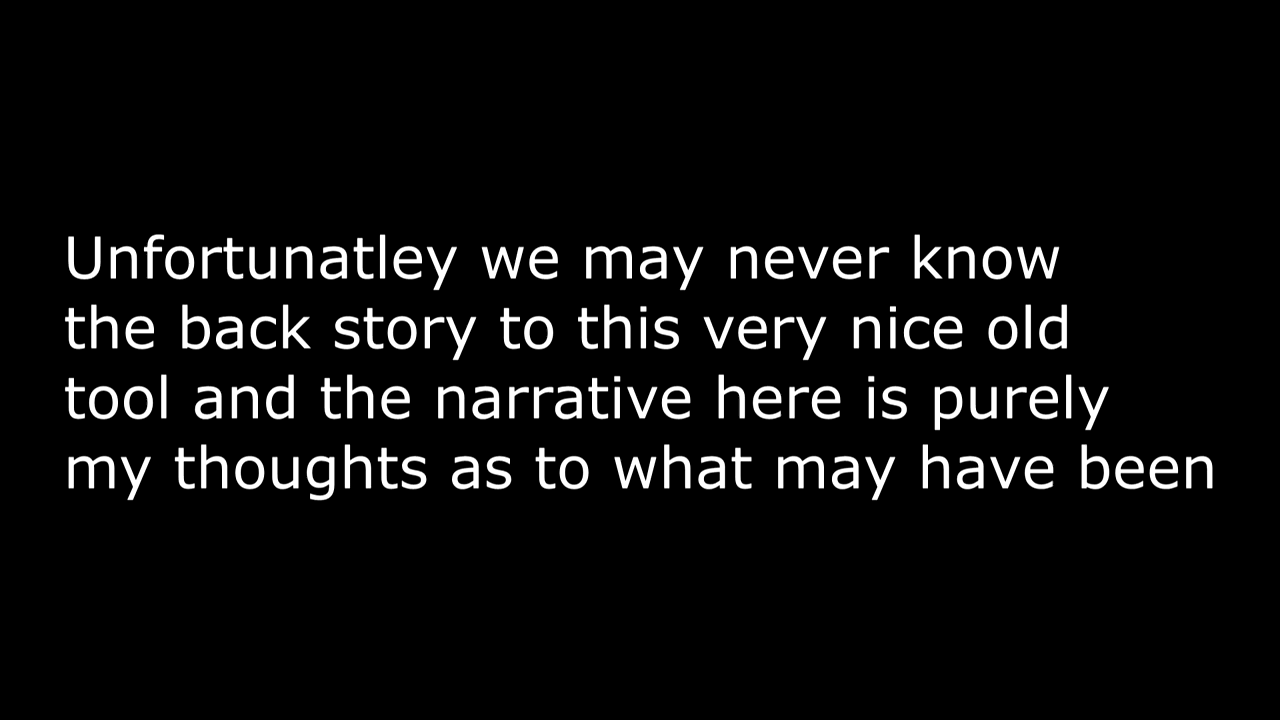 Unfortunatley we may never know
the back story to this very nice old
tool and the narrative here is purely
my thoughts as to what may have been